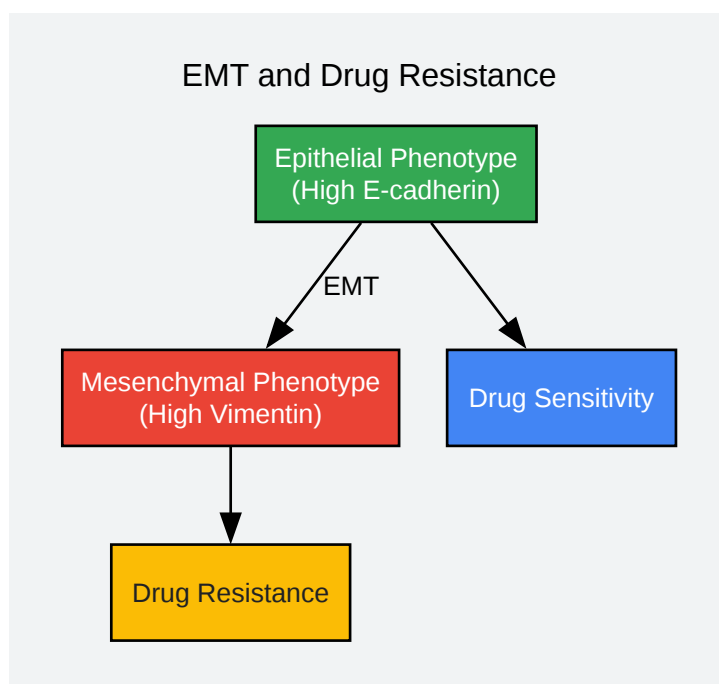 EMT and Drug Resistance
Epithelial Phenotype
(High E-cadherin)
EMT
Mesenchymal Phenotype
(High Vimentin)
Drug Sensitivity
Drug Resistance